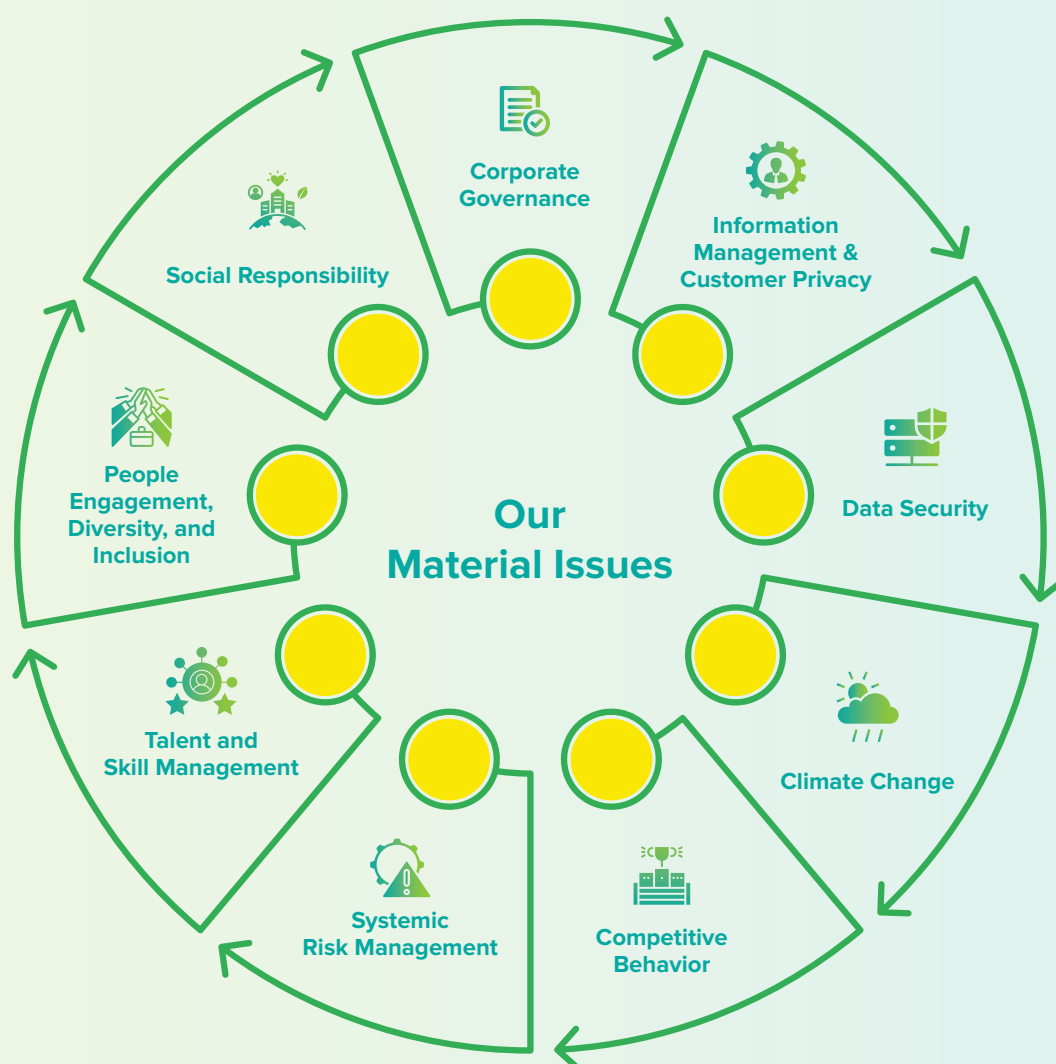 Corporate
Governance
Information
Management &
Customer Privacy
Data Security
Climate Change
Competitive
Behavior
Systemic
Risk Management
Talent and
Skill Management
People
Engagement,
Diversity, and
Inclusion
Social Responsibility
Our
Material Issues